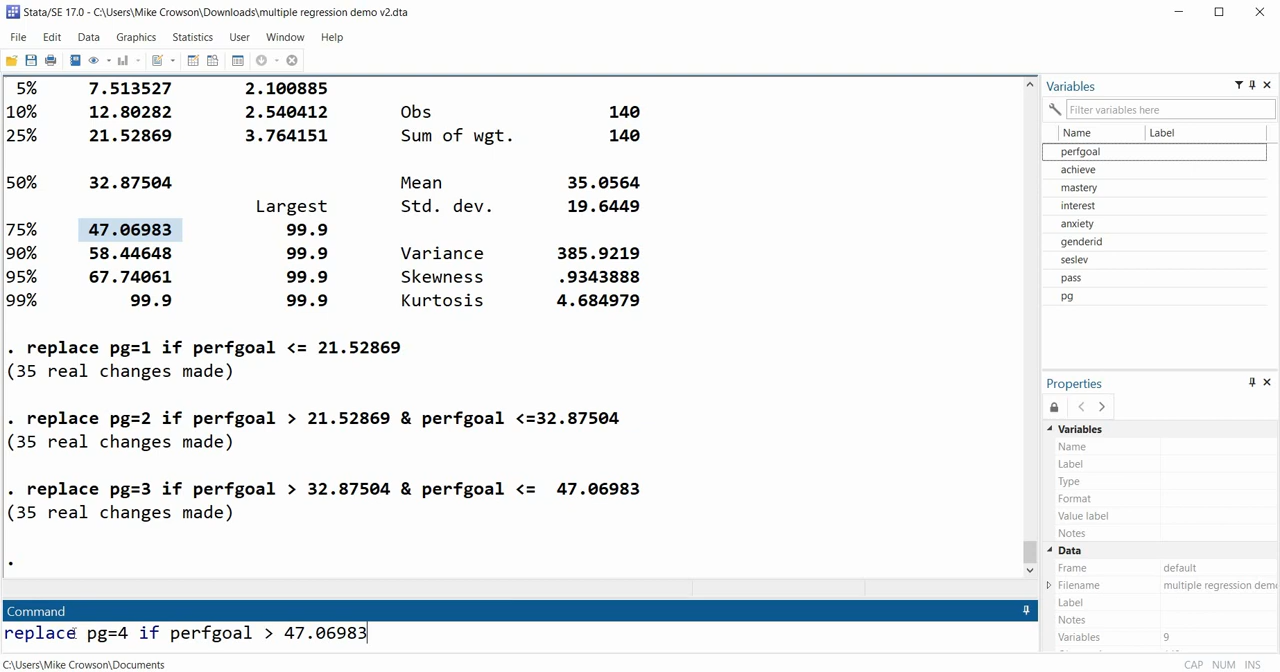 Stata/SE 17.0 - C:\Users\Mike Crowson\Downloads\multiple regression demo v2.dta
File Edit Data Graphics Statistics User Window Help
5% 7.513527 2.100885
10% 12.80282 2.540412 Obs 140
25% 21.52869 3.764151 Sum of wgt. 140
50% 32.87504 Mean 35.0564
Largest Std. dev. 19.6449
75% 47.06983 99.9
90% 58.44648 99.9 Variance 385.9219
95% 67.74061 99.9 Skewness .9343888
99% 99.9 99.9 Kurtosis 4.684979
. replace pg=1 if perfgoal <= 21.52869
(35 real changes made)
. replace pg=2 if perfgoal > 21.52869 & perfgoal <=32.87504
(35 real changes made)
. replace pg=3 if perfgoal > 32.87504 & perfgoal <=  47.06983
(35 real changes made)
.
Command
replace pg=4 if perfgoal > 47.06983
C:\Users\Mike Crowson\Documents
Variables
Filter variables here
Name Label
perfgoal
achieve
mastery
interest
anxiety
genderid
seslev
pass
pg
Properties
Variables
Name
Label
Type
Format
Value label
Notes
Data
Frame default
Filename multiple regression demo
Label
Notes
Variables 9
CAP NUM INS